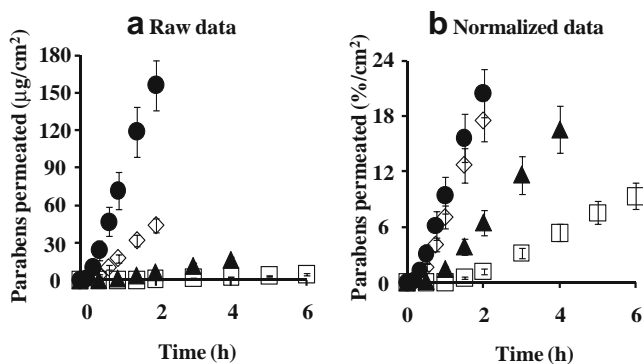 a Raw data
Parabens permeated (µg/cm²)
180
150
120
90
60
30
0
0 2 4 6
Time (h)
b Normalized data
Parabens permeated (%/cm²)
24
18
12
6
0
0 2 4 6
Time (h)